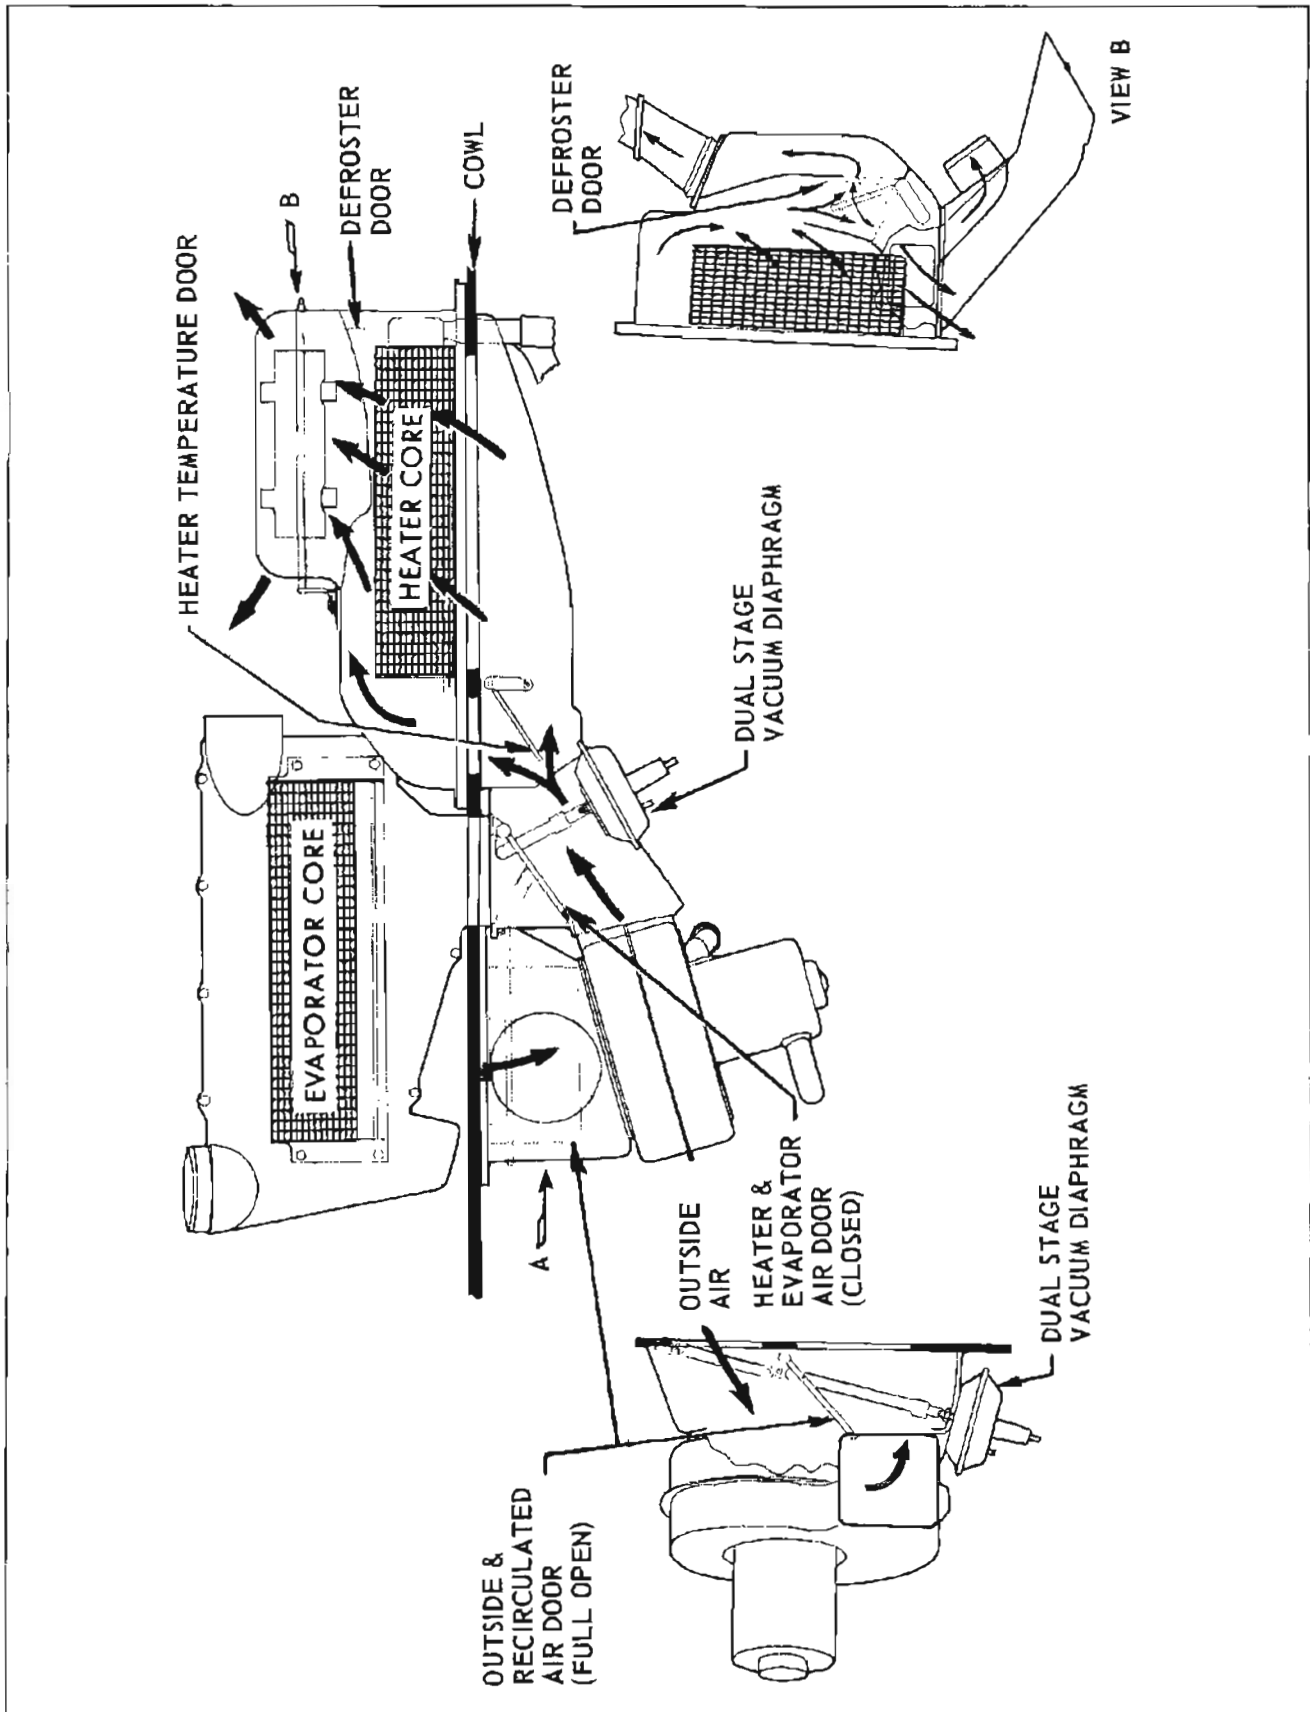 HEATER TEMPERATURE DOOR
B
DEFROSTER
DOOR
COWL
EVAPORATOR CORE
HEATER CORE
DEFROSTER
DOOR
VIEW B
DUAL STAGE
VACUUM DIAPHRAGM
A
OUTSIDE
AIR
HEATER &
EVAPORATOR
AIR DOOR
(CLOSED)
OUTSIDE &
RECIRCULATED
AIR DOOR
(FULL OPEN)
DUAL STAGE
VACUUM DIAPHRAGM